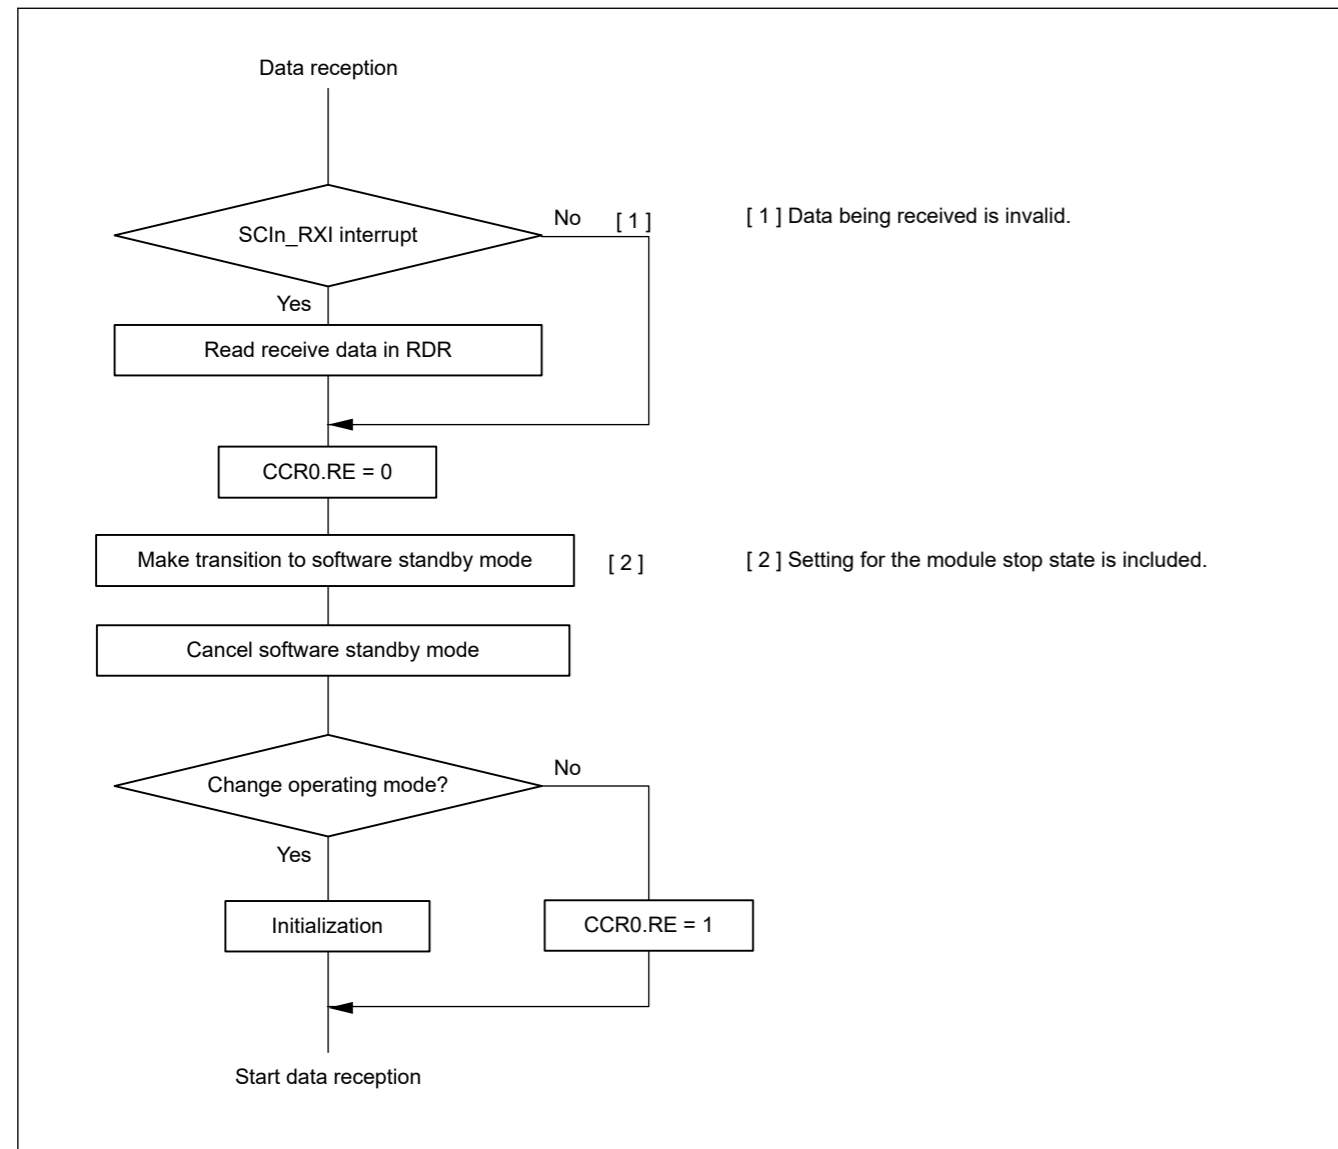 Data reception
SCIn_RXI interrupt
No
[ 1 ]
[ 1 ] Data being received is invalid.
Yes
Read receive data in RDR
CCR0.RE = 0
Make transition to software standby mode
[ 2 ]
[ 2 ] Setting for the module stop state is included.
Cancel software standby mode
Change operating mode?
No
Yes
Initialization
CCR0.RE = 1
Start data reception